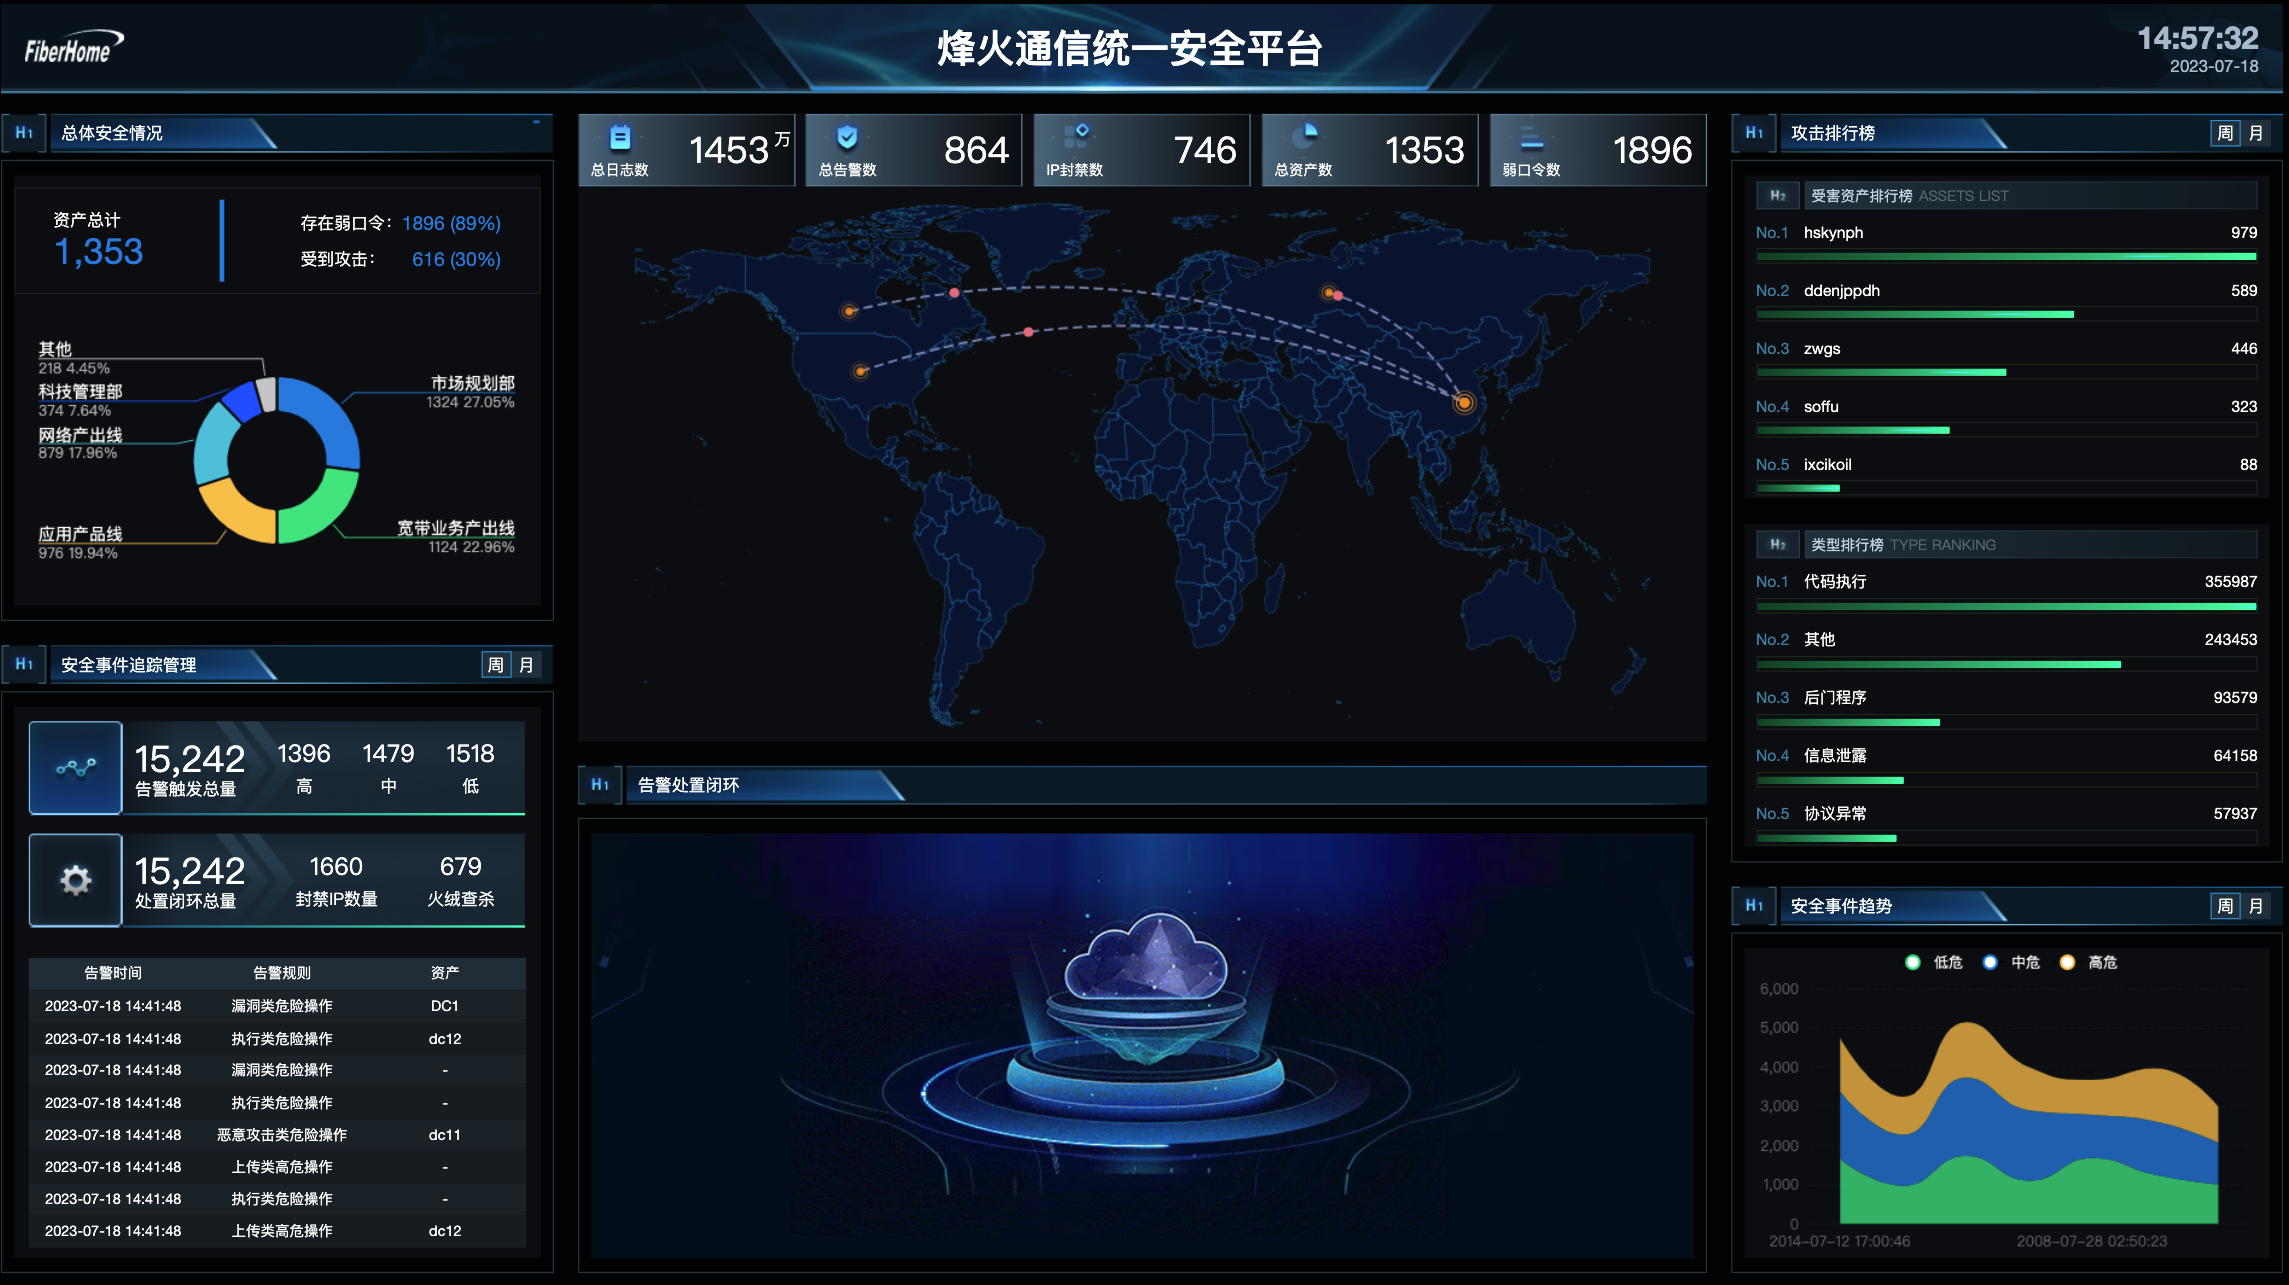 FiberHome
烽火通信统一安全平台
14:57:32
2023-07-18
H1 总体安全情况
资产总计
1,353
存在弱口令: 1896 (89%)
受到攻击: 616 (30%)
其他
218 4.45%
科技管理部
374 7.64%
网络产出线
879 17.96%
应用产品线
976 19.94%
市场规划部
1324 27.05%
宽带业务产出线
1124 22.96%
H1 安全事件追踪管理 周 月
15,242
告警触发总量
1396 1479 1518
高 中 低
15,242
处置闭环总量
1660 679
封禁IP数量 火绒查杀
告警时间 告警规则 资产
2023-07-18 14:41:48 漏洞类危险操作 DC1
2023-07-18 14:41:48 执行类危险操作 dc12
2023-07-18 14:41:48 漏洞类危险操作 -
2023-07-18 14:41:48 执行类危险操作 -
2023-07-18 14:41:48 恶意攻击类危险操作 dc11
2023-07-18 14:41:48 上传类高危操作 -
2023-07-18 14:41:48 执行类危险操作 -
2023-07-18 14:41:48 上传类高危操作 dc12
总日志数 1453 万
总告警数 864
IP封禁数 746
总资产数 1353
弱口令数 1896
H1 告警处置闭环
H1 攻击排行榜 周 月
H2 受害资产排行榜 ASSETS LIST
No.1 hskynph 979
No.2 ddenjppdh 589
No.3 zwgs 446
No.4 soffu 323
No.5 ixcikoil 88
H2 类型排行榜 TYPE RANKING
No.1 代码执行 355987
No.2 其他 243453
No.3 后门程序 93579
No.4 信息泄露 64158
No.5 协议异常 57937
H1 安全事件趋势 周 月
低危 中危 高危
6,000
5,000
4,000
3,000
2,000
1,000
0
2014-07-12 17:00:46 2008-07-28 02:50:23